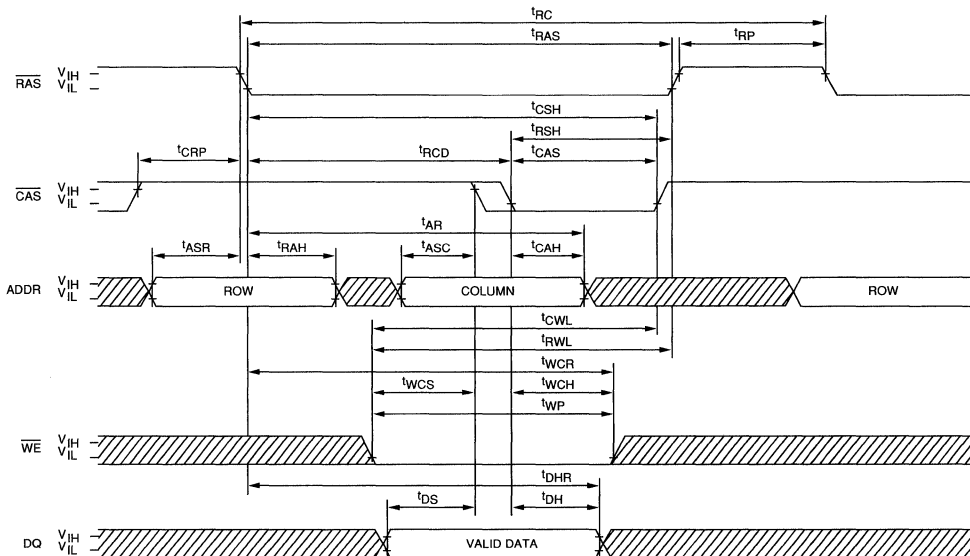 tRC
tRAS
tRP
RAS
VIH
VIL
tCSH
tRSH
tCRP
tRCD
tCAS
CAS
VIH
VIL
tAR
tASR
tRAH
tASC
tCAH
ADDR
VIH
VIL
ROW
COLUMN
ROW
tCWL
tRWL
tWCR
tWCS
tWCH
tWP
WE
VIH
VIL
tDHR
tDS
tDH
DQ
VIH
VIL
VALID DATA